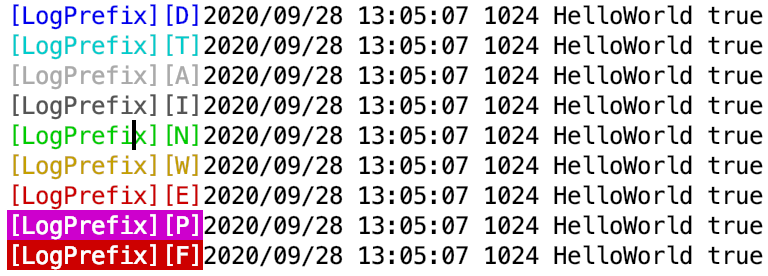 [LogPrefix][D]2020/09/28 13:05:07 1024 HelloWorld true
[LogPrefix][T]2020/09/28 13:05:07 1024 HelloWorld true
[LogPrefix][A]2020/09/28 13:05:07 1024 HelloWorld true
[LogPrefix][I]2020/09/28 13:05:07 1024 HelloWorld true
[LogPrefix][N]2020/09/28 13:05:07 1024 HelloWorld true
[LogPrefix][W]2020/09/28 13:05:07 1024 HelloWorld true
[LogPrefix][E]2020/09/28 13:05:07 1024 HelloWorld true
[LogPrefix][P]2020/09/28 13:05:07 1024 HelloWorld true
[LogPrefix][F]2020/09/28 13:05:07 1024 HelloWorld true